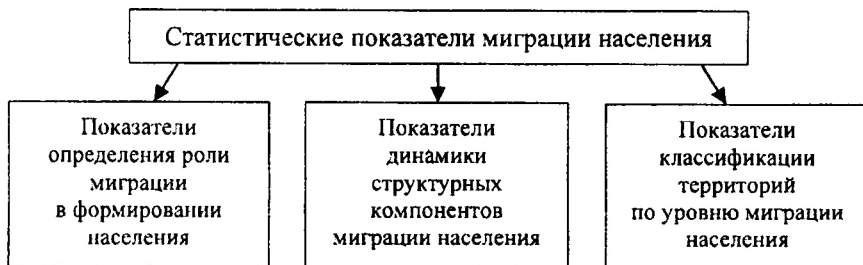 Статистические показатели миграции населения
Показатели
определения роли
миграции
в формировании
населения
Показатели
динамики
структурных
компонентов
миграции населения
Показатели
классификации
территорий
по уровню миграции
населения